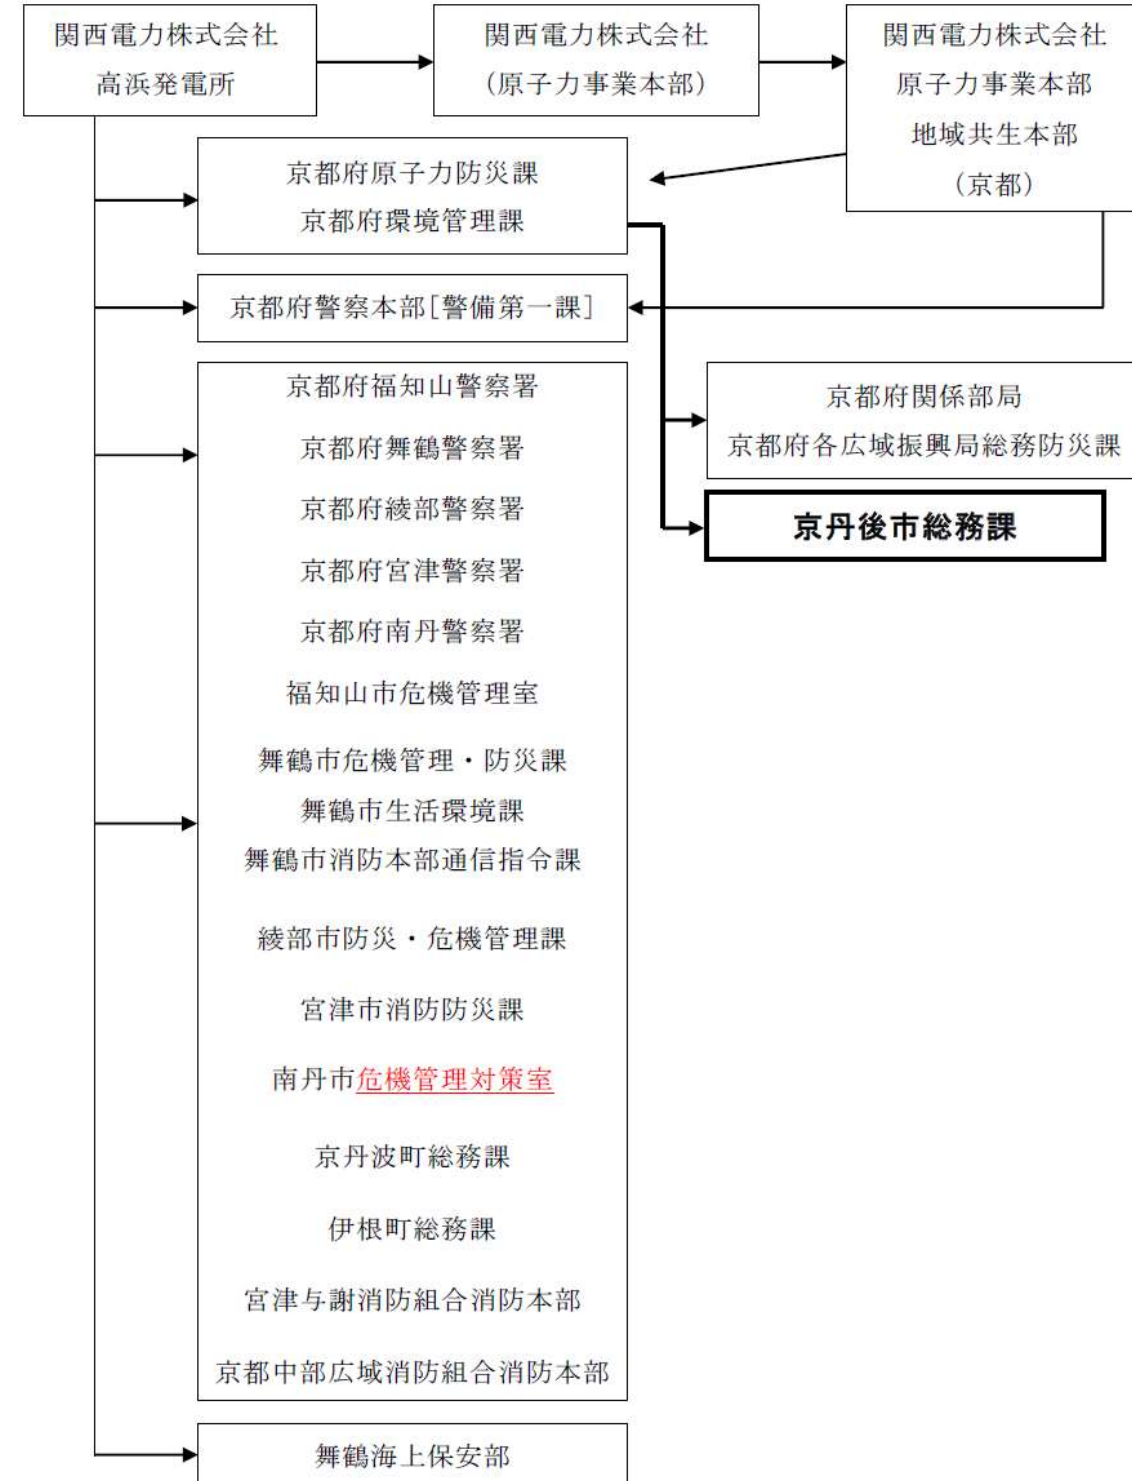 関西電力株式会社
高浜発電所
関西電力株式会社
（原子力事業本部）
関西電力株式会社
原子力事業本部
地域共生本部
（京都）
京都府原子力防災課
京都府環境管理課
京都府警察本部［警備第一課］
京都府福知山警察署
京都府舞鶴警察署
京都府綾部警察署
京都府宮津警察署
京都府南丹警察署
福知山市危機管理室
舞鶴市危機管理・防災課
舞鶴市生活環境課
舞鶴市消防本部通信指令課
綾部市防災・危機管理課
宮津市消防防災課
南丹市危機管理対策室
京丹波町総務課
伊根町総務課
宮津与謝消防組合消防本部
京都中部広域消防組合消防本部
舞鶴海上保安部
京都府関係部局
京都府各広域振興局総務防災課
京丹後市総務課